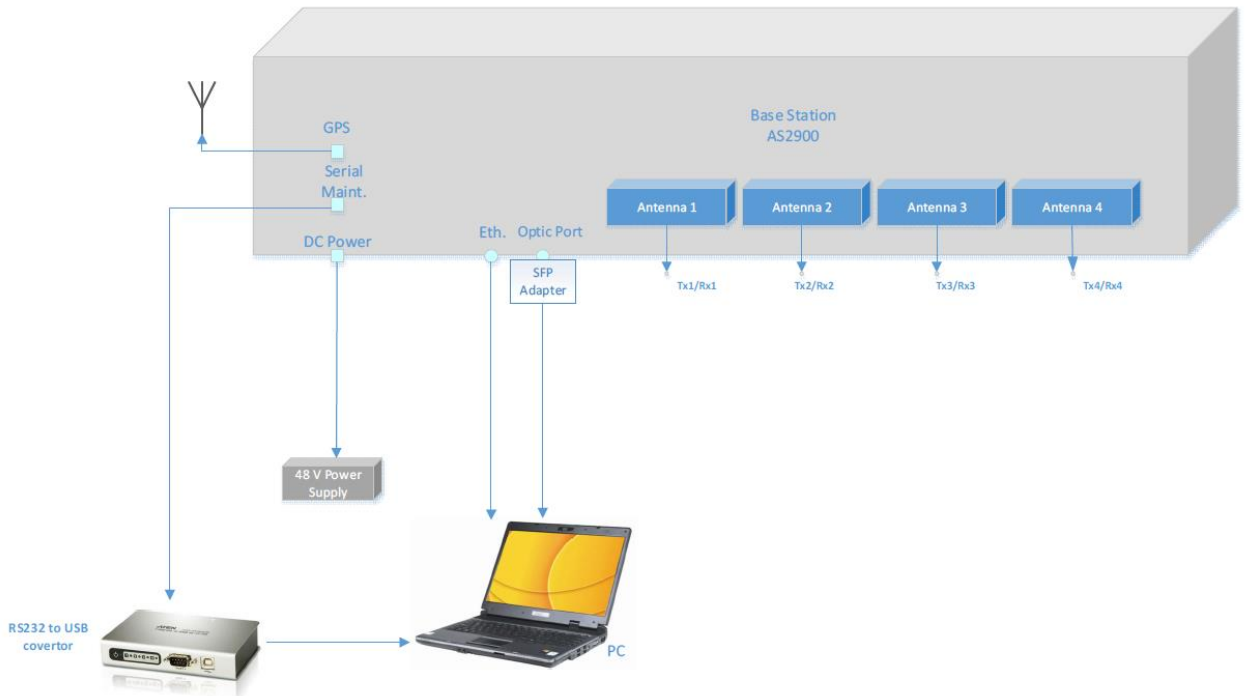 Base Station
AS2900
GPS
Serial
Maint.
DC Power
Eth.
Optic Port
SFP
Adapter
Antenna 1
Antenna 2
Antenna 3
Antenna 4
Tx1/Rx1
Tx2/Rx2
Tx3/Rx3
Tx4/Rx4
48 V Power
Supply
RS232 to USB
covertor
PC